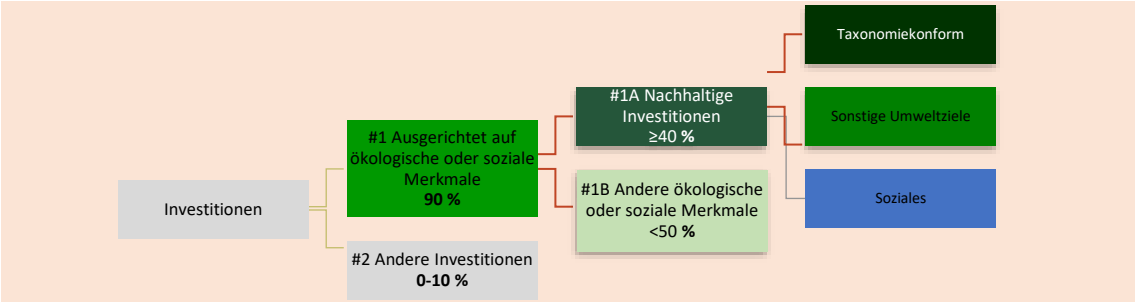 Investitionen
#1 Ausgerichtet auf
ökologische oder soziale
Merkmale
90 %
#2 Andere Investitionen
0-10 %
#1A Nachhaltige
Investitionen
≥40 %
#1B Andere ökologische
oder soziale Merkmale
<50 %
Taxonomiekonform
Sonstige Umweltziele
Soziales